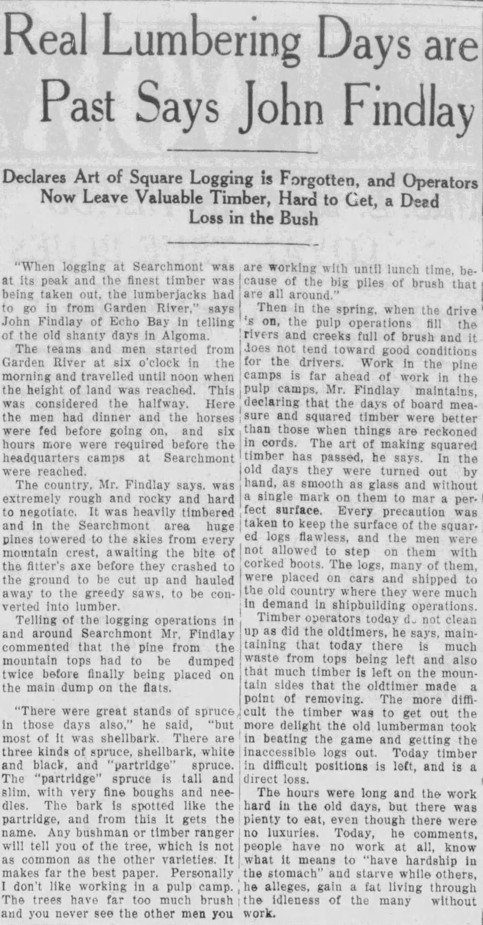 Real Lumbering Days are
Past Says John Findlay
Declares Art of Square Logging is Forgotten, and Operators
Now Leave Valuable Timber, Hard to Get, a Dead
Loss in the Bush
"When logging at Searchmont was
at its peak and the finest timber was
being taken out, the lumberjacks had
to go in from Garden River," says
John Findlay of Echo Bay in telling
of the old shanty days in Algoma.
The teams and men started from
Garden River at six o'clock in the
morning and travelled until noon when
the height of land was reached. This
was considered the halfway. Here
the men had dinner and the horses
were fed before going on, and six
hours more were required before the
headquarters camps at Searchmont
were reached.
The country, Mr. Findlay says, was
extremely rough and rocky and hard
to negotiate. It was heavily timbered
and in the Searchmont area huge
pines towered to the skies from every
mountain crest, awaiting the bite of
the fitter's axe before they crashed to
the ground to be cut up and hauled
away to the greedy saws, to be con-
verted into lumber.
Telling of the logging operations in
and around Searchmont Mr. Findlay
commented that the pine from the
mountain tops had to be dumped
twice before finally being placed on
the main dump on the flats.
"There were great stands of spruce
in those days also," he said, "but
most of it was shellbark. There are
three kinds of spruce, shellbark, white
and black, and "partridge" spruce.
The "partridge" spruce is tall and
slim, with very fine boughs and nee-
dles. The bark is spotted like the
partridge, and from this it gets the
name. Any bushman or timber ranger
will tell you of the tree, which is not
as common as the other varieties. It
makes far the best paper. Personally
I don't like working in a pulp camp.
The trees have far too much brush
and you never see the other men you
are working with until lunch time, be-
cause of the big piles of brush that
are all around."
Then in the spring, when the drive
's on, the pulp operations fill the
rivers and creeks full of brush and it
does not tend toward good conditions
for the drivers. Work in the pine
camps is far ahead of work in the
pulp camps, Mr. Findlay maintains,
declaring that the days of board mea-
sure and squared timber were better
than those when things are reckoned
in cords. The art of making squared
timber has passed, he says. In the
old days they were turned out by
hand, as smooth as glass and without
a single mark on them to mar a per-
fect surface. Every precaution was
taken to keep the surface of the squar-
ed logs flawless, and the men were
not allowed to step on them with
corked boots. The logs, many of them,
were placed on cars and shipped to
the old country where they were much
in demand in shipbuilding operations.
Timber operators today d. not clean
up as did the oldtimers, he says, main-
taining that today there is much
waste from tops being left and also
that much timber is left on the moun-
tain sides that the oldtimer made a
point of removing. The more diffi-
cult the timber was to get out the
more delight the old lumberman took
in beating the game and getting the
inaccessible logs out. Today timber
in difficult positions is left, and is a
direct loss.
The hours were long and the work
hard in the old days, but there was
plenty to eat, even though there were
no luxuries. Today, he comments,
people have no work at all, know
what it means to "have hardship in
the stomach" and starve while others,
he alleges, gain a fat living through
the idleness of the many without
work.